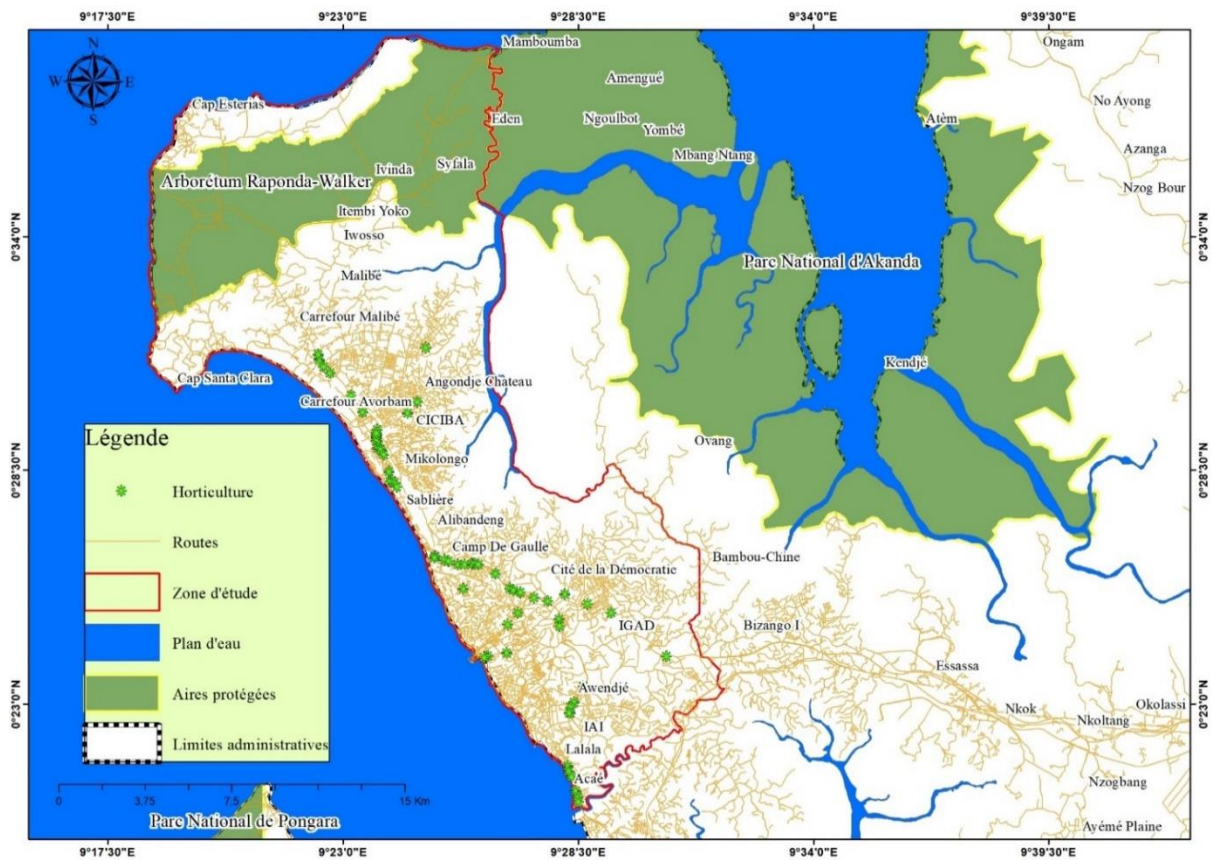 9°17'30"E 9°23'0"E 9°28'30"E 9°34'0"E 9°39'30"E
N
W E
S
Mamboumba
Ongam
Amengué
No Ayong
Cap Esterias
Eden
Ngoulbot
Yombé
Atèm
Azanga
Mbang Ntang
Syfala
Ivinda
Arborétum Raponda-Walker
Nzog Bour
Itembi Yoko
Iwosso
0°34'0"N 0°34'0"N
Parc National d'Akanda
Malibé
Carrefour Malibé
Kendjé
Cap Santa Clara
Angondje Chateau
Carrefour Avorbam
CICIBA
Ovang
Mikolongo
0°28'30"N 0°28'30"N
Sablière
Alibandeng
Camp De Gaulle
Bambou-Chine
Cité de la Démocratie
IGAD
Bizango I
Essassa
Awendjé
Okolassi
Nkok
0°23'0"N 0°23'0"N
IAI
Nkoltang
Lalala
Acaé
Nzogbang
Ayémé Plaine
Légende
Horticulture
Routes
Zone d'étude
Plan d'eau
Aires protégées
Limites administratives
0 3.75 7.5 15 Km
Parc National de Pongara
9°17'30"E 9°23'0"E 9°28'30"E 9°34'0"E 9°39'30"E